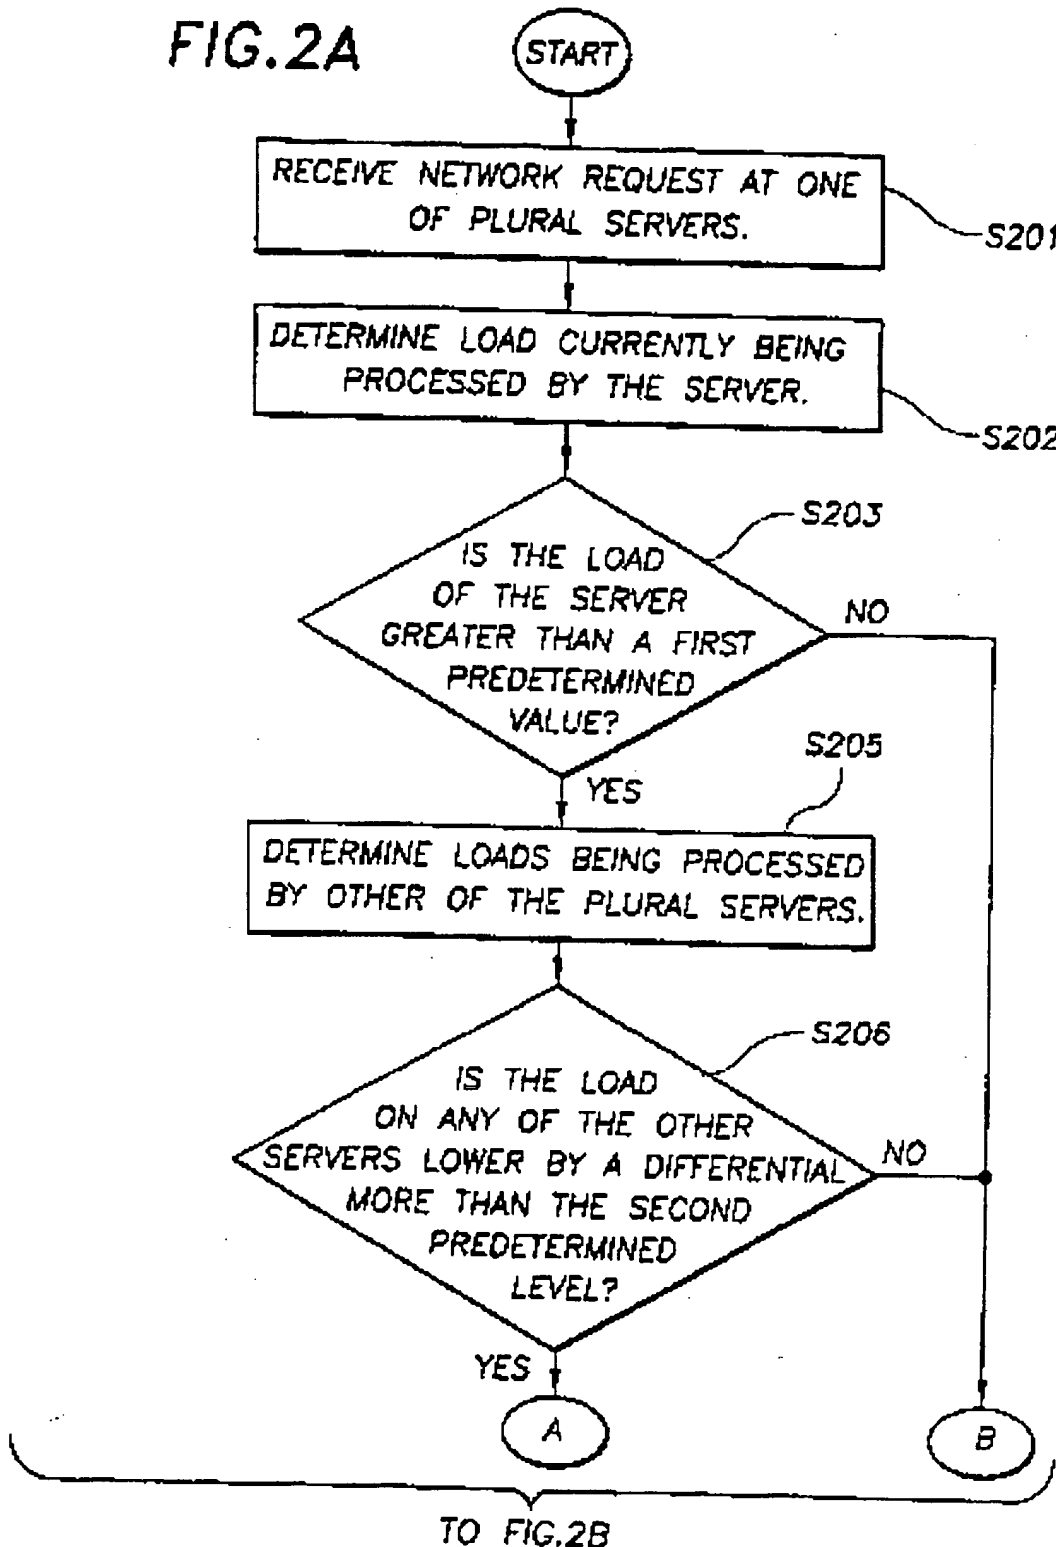 FIG.2A
START
RECEIVE NETWORK REQUEST AT ONE
OF PLURAL SERVERS.
S201
DETERMINE LOAD CURRENTLY BEING
PROCESSED BY THE SERVER.
S202
S203
IS THE LOAD
OF THE SERVER
GREATER THAN A FIRST
PREDETERMINED
VALUE?
NO
YES
S205
DETERMINE LOADS BEING PROCESSED
BY OTHER OF THE PLURAL SERVERS.
S206
IS THE LOAD
ON ANY OF THE OTHER
SERVERS LOWER BY A DIFFERENTIAL
MORE THAN THE SECOND
PREDETERMINED
LEVEL?
NO
YES
A
B
TO FIG.2B